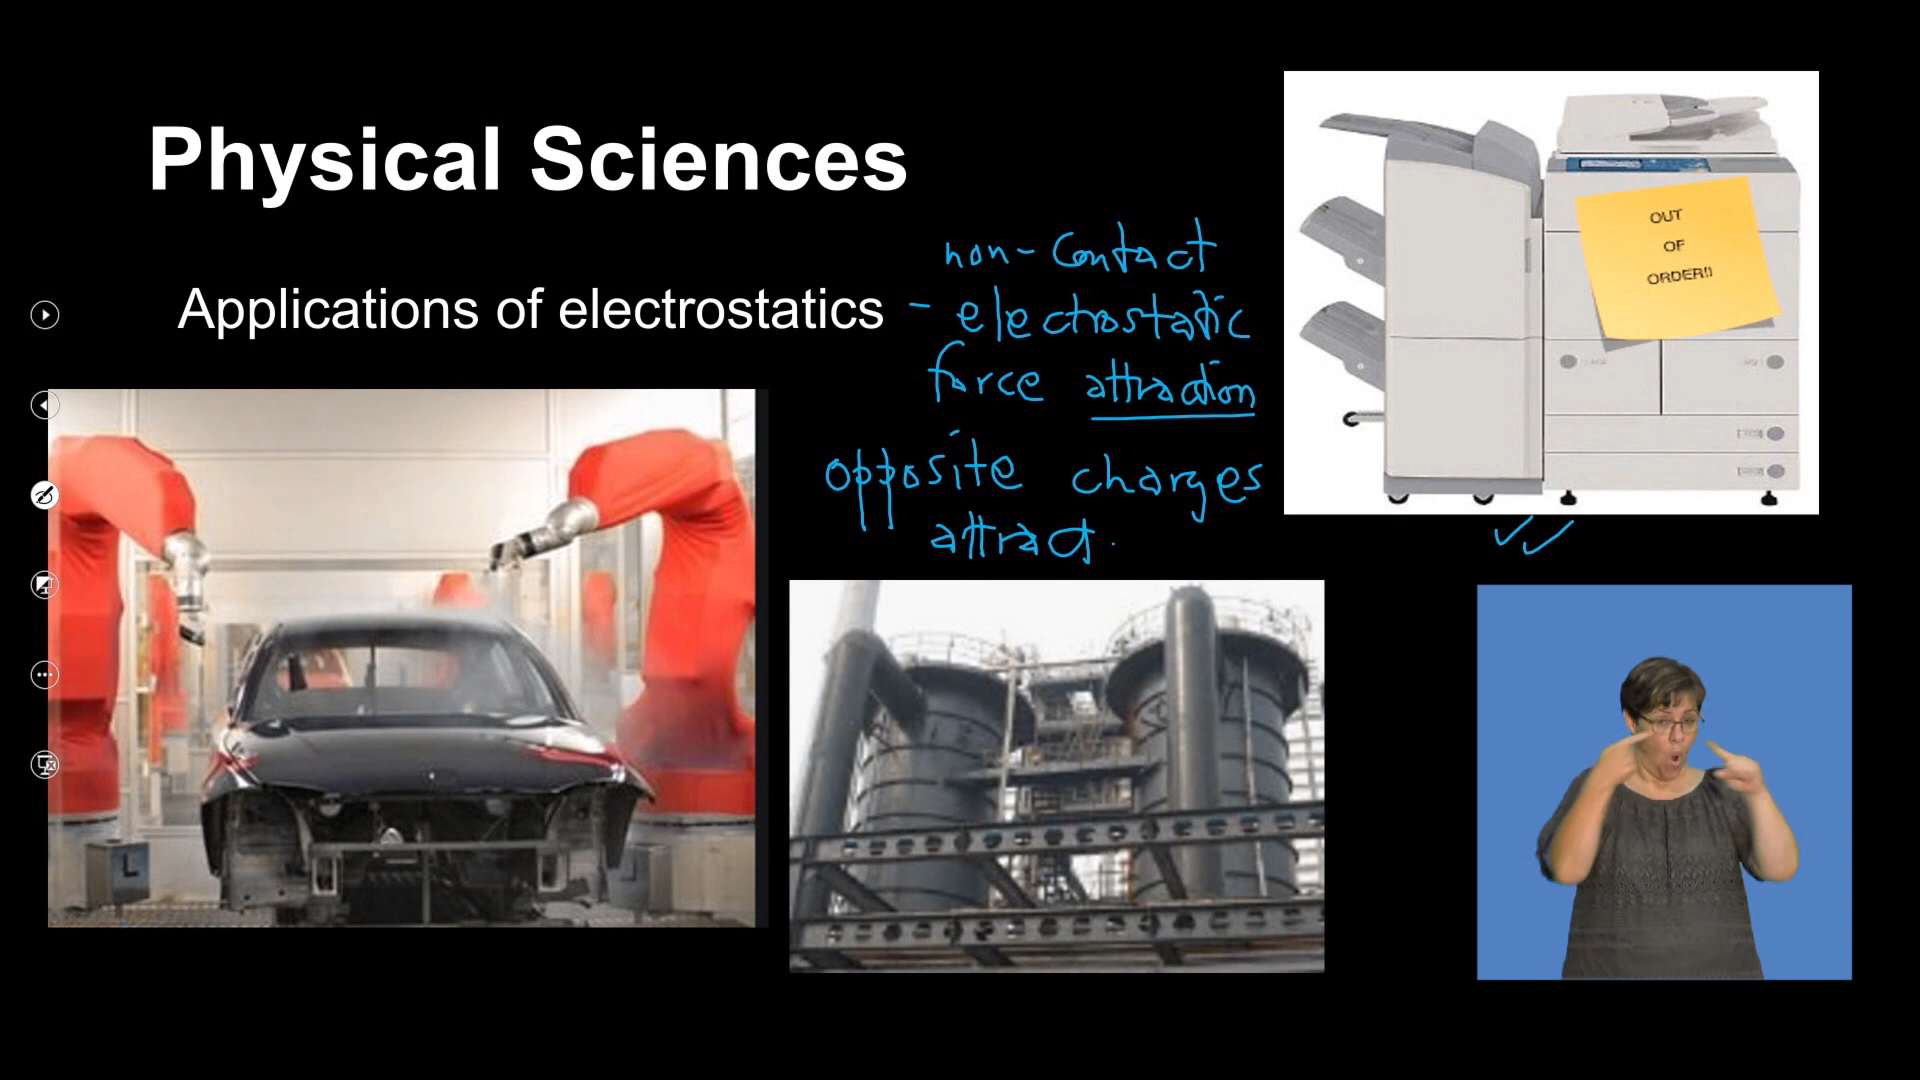 Physical Sciences
Applications of electrostatics
non-contact
- electrostatic
force attraction
opposite charges
attract.
OUT
OF
ORDER!!